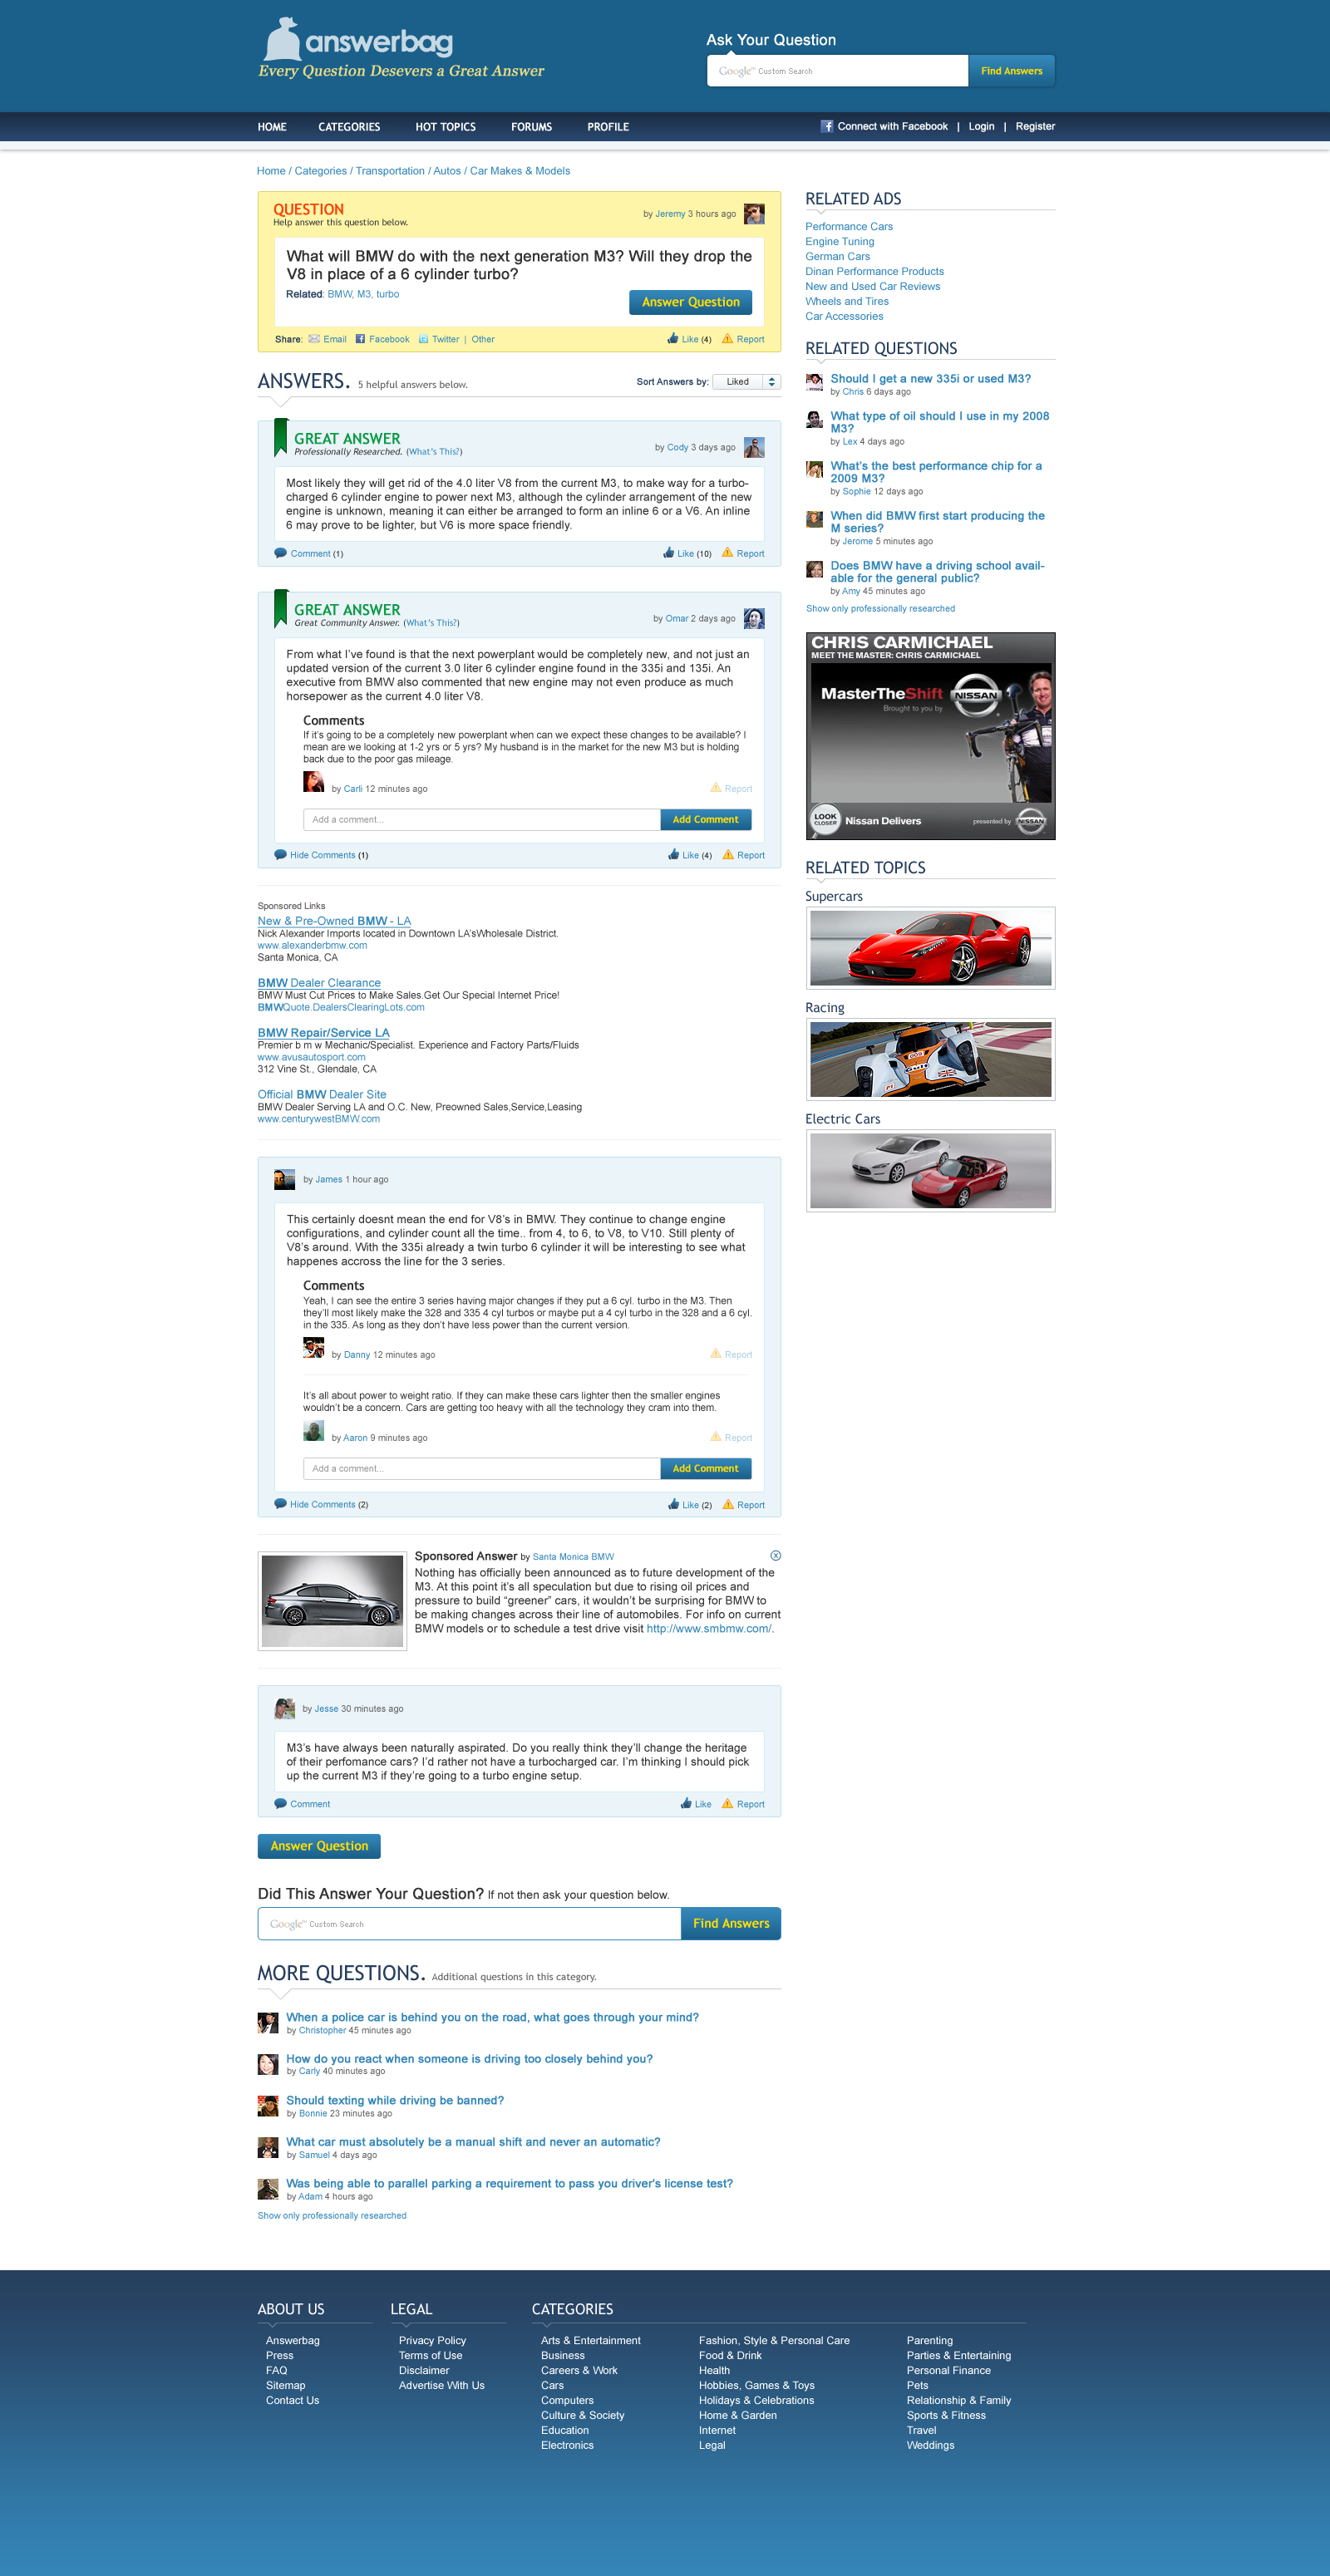 answerbag
Every Question Desevers a Great Answer
Ask Your Question
Google™ Custom Search
Find Answers
HOME CATEGORIES HOT TOPICS FORUMS PROFILE
Connect with Facebook | Login | Register
Home / Categories / Transportation / Autos / Car Makes & Models
QUESTION
Help answer this question below.
by Jeremy 3 hours ago
What will BMW do with the next generation M3? Will they drop the
V8 in place of a 6 cylinder turbo?
Related: BMW, M3, turbo
Answer Question
Share: Email Facebook Twitter | Other
Like (4) Report
ANSWERS. 5 helpful answers below.
Sort Answers by: Liked
GREAT ANSWER
Professionally Researched. (What's This?)
by Cody 3 days ago
Most likely they will get rid of the 4.0 liter V8 from the current M3, to make way for a turbo-
charged 6 cylinder engine to power next M3, although the cylinder arrangement of the new
engine is unknown, meaning it can either be arranged to form an inline 6 or a V6. An inline
6 may prove to be lighter, but V6 is more space friendly.
Comment (1)
Like (10) Report
GREAT ANSWER
Great Community Answer. (What's This?)
by Omar 2 days ago
From what I've found is that the next powerplant would be completely new, and not just an
updated version of the current 3.0 liter 6 cylinder engine found in the 335i and 135i. An
executive from BMW also commented that new engine may not even produce as much
horsepower as the current 4.0 liter V8.
Comments
If it's going to be a completely new powerplant when can we expect these changes to be available? I
mean are we looking at 1-2 yrs or 5 yrs? My husband is in the market for the new M3 but is holding
back due to the poor gas mileage.
by Carli 12 minutes ago
Report
Add a comment...
Add Comment
Hide Comments (1)
Like (4) Report
Sponsored Links
New & Pre-Owned BMW - LA
Nick Alexander Imports located in Downtown LA'sWholesale District.
www.alexanderbmw.com
Santa Monica, CA
BMW Dealer Clearance
BMW Must Cut Prices to Make Sales.Get Our Special Internet Price!
BMWQuote.DealersClearingLots.com
BMW Repair/Service LA
Premier b m w Mechanic/Specialist. Experience and Factory Parts/Fluids
www.avusautosport.com
312 Vine St., Glendale, CA
Official BMW Dealer Site
BMW Dealer Serving LA and O.C. New, Preowned Sales,Service,Leasing
www.centurywestBMW.com
by James 1 hour ago
This certainly doesnt mean the end for V8's in BMW. They continue to change engine
configurations, and cylinder count all the time.. from 4, to 6, to V8, to V10. Still plenty of
V8's around. With the 335i already a twin turbo 6 cylinder it will be interesting to see what
happenes accross the line for the 3 series.
Comments
Yeah, I can see the entire 3 series having major changes if they put a 6 cyl. turbo in the M3. Then
they'll most likely make the 328 and 335 4 cyl turbos or maybe put a 4 cyl turbo in the 328 and a 6 cyl.
in the 335. As long as they don't have less power than the current version.
by Danny 12 minutes ago
Report
It's all about power to weight ratio. If they can make these cars lighter then the smaller engines
wouldn't be a concern. Cars are getting too heavy with all the technology they cram into them.
by Aaron 9 minutes ago
Report
Add a comment...
Add Comment
Hide Comments (2)
Like (2) Report
Sponsored Answer by Santa Monica BMW
Nothing has officially been announced as to future development of the
M3. At this point it's all speculation but due to rising oil prices and
pressure to build "greener" cars, it wouldn't be surprising for BMW to
be making changes across their line of automobiles. For info on current
BMW models or to schedule a test drive visit http://www.smbmw.com/.
by Jesse 30 minutes ago
M3's have always been naturally aspirated. Do you really think they'll change the heritage
of their perfomance cars? I'd rather not have a turbocharged car. I'm thinking I should pick
up the current M3 if they're going to a turbo engine setup.
Comment
Like Report
Answer Question
Did This Answer Your Question? If not then ask your question below.
Google™ Custom Search
Find Answers
MORE QUESTIONS. Additional questions in this category.
When a police car is behind you on the road, what goes through your mind?
by Christopher 45 minutes ago
How do you react when someone is driving too closely behind you?
by Carly 40 minutes ago
Should texting while driving be banned?
by Bonnie 23 minutes ago
What car must absolutely be a manual shift and never an automatic?
by Samuel 4 days ago
Was being able to parallel parking a requirement to pass you driver's license test?
by Adam 4 hours ago
Show only professionally researched
RELATED ADS
Performance Cars
Engine Tuning
German Cars
Dinan Performance Products
New and Used Car Reviews
Wheels and Tires
Car Accessories
RELATED QUESTIONS
Should I get a new 335i or used M3?
by Chris 6 days ago
What type of oil should I use in my 2008
M3?
by Lex 4 days ago
What's the best performance chip for a
2009 M3?
by Sophie 12 days ago
When did BMW first start producing the
M series?
by Jerome 5 minutes ago
Does BMW have a driving school avail-
able for the general public?
by Amy 45 minutes ago
Show only professionally researched
CHRIS CARMICHAEL
MEET THE MASTER: CHRIS CARMICHAEL
MasterTheShift
Brought to you by
NISSAN
LOOK
CLOSER
Nissan Delivers
presented by
NISSAN
RELATED TOPICS
Supercars
Racing
Electric Cars
ABOUT US
Answerbag
Press
FAQ
Sitemap
Contact Us
LEGAL
Privacy Policy
Terms of Use
Disclaimer
Advertise With Us
CATEGORIES
Arts & Entertainment
Business
Careers & Work
Cars
Computers
Culture & Society
Education
Electronics
Fashion, Style & Personal Care
Food & Drink
Health
Hobbies, Games & Toys
Holidays & Celebrations
Home & Garden
Internet
Legal
Parenting
Parties & Entertaining
Personal Finance
Pets
Relationship & Family
Sports & Fitness
Travel
Weddings